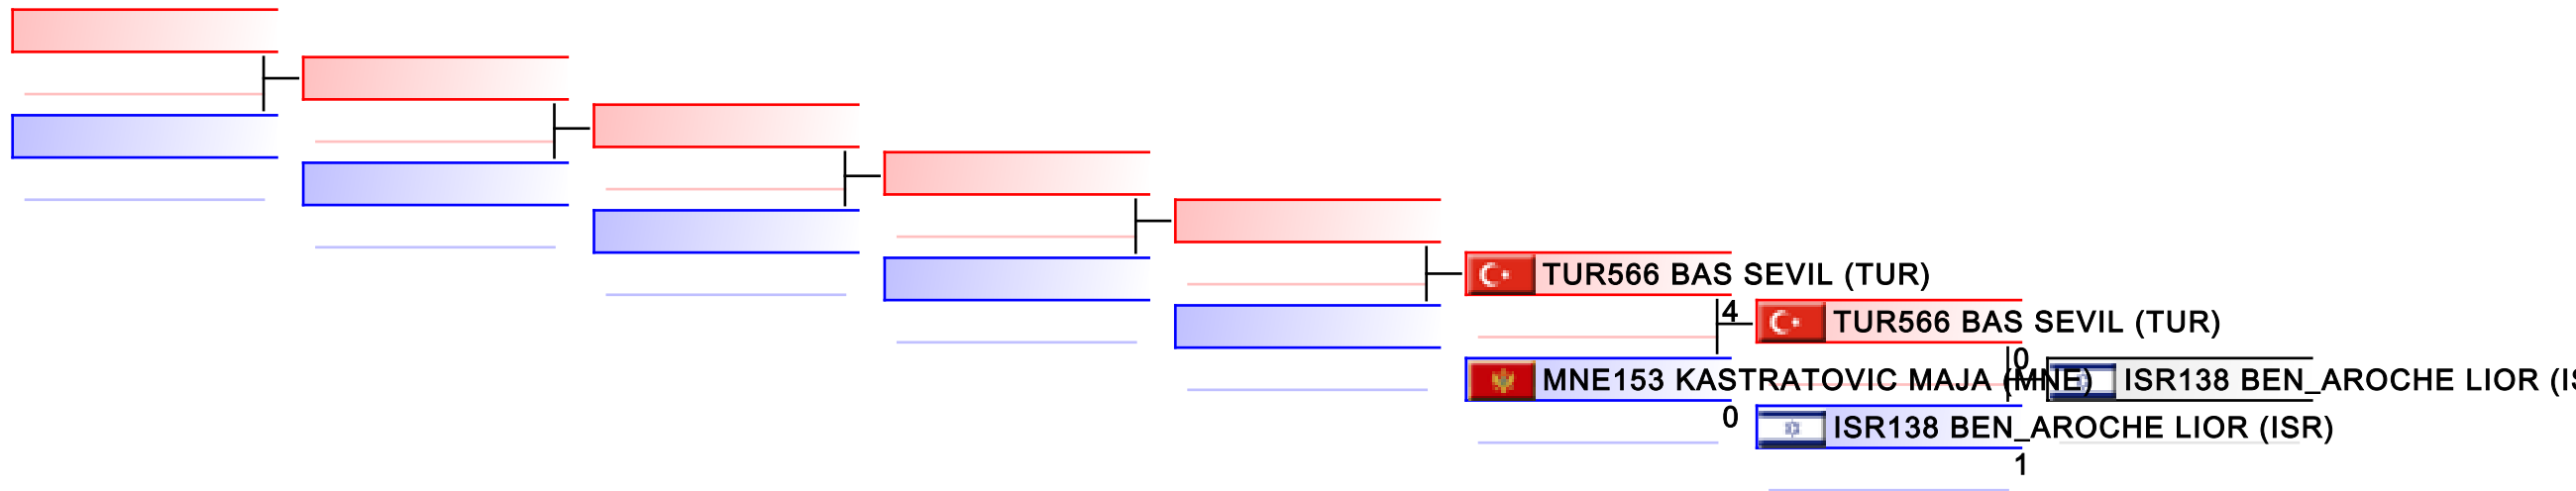 TUR566 BAS SEVIL (TUR)
4
TUR566 BAS SEVIL (TUR)
0
MNE153 KASTRATOVIC MAJA (MNE)
ISR138 BEN_AROCHE LIOR (IS
0
ISR138 BEN_AROCHE LIOR (ISR)
1